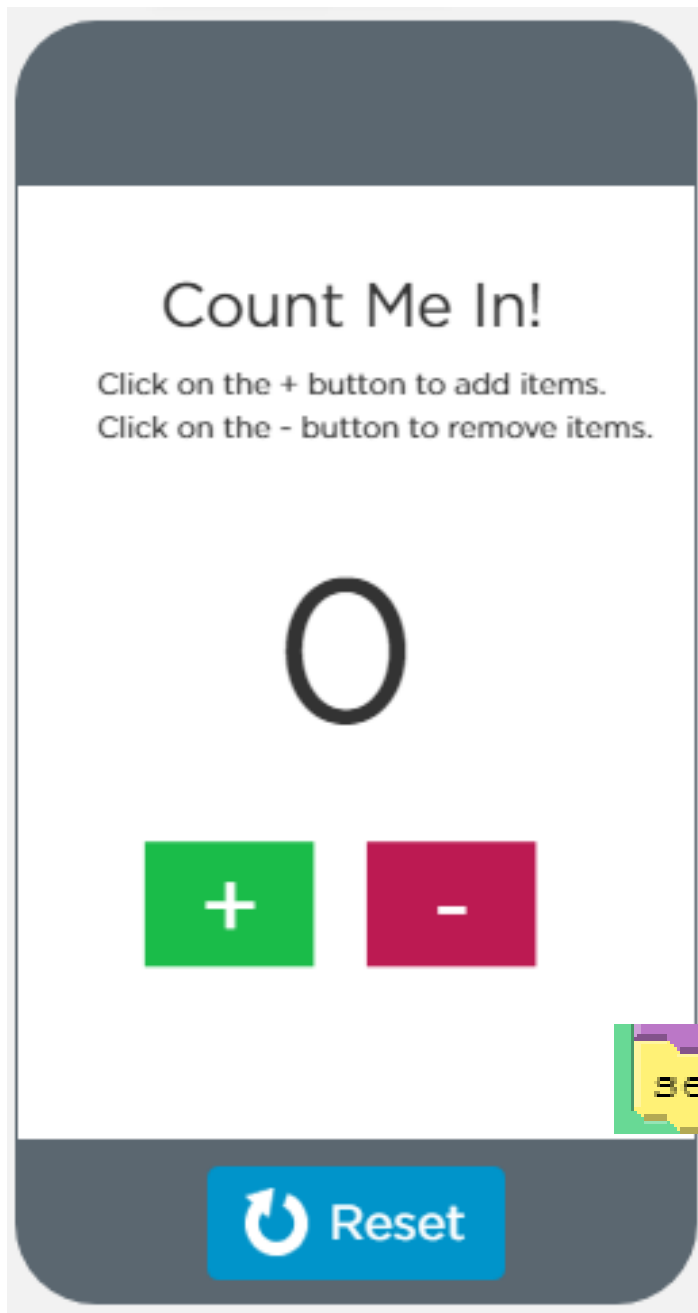 Count Me In!
Click on the + button to add items.
Click on the - button to remove items.
0
+ -
Reset